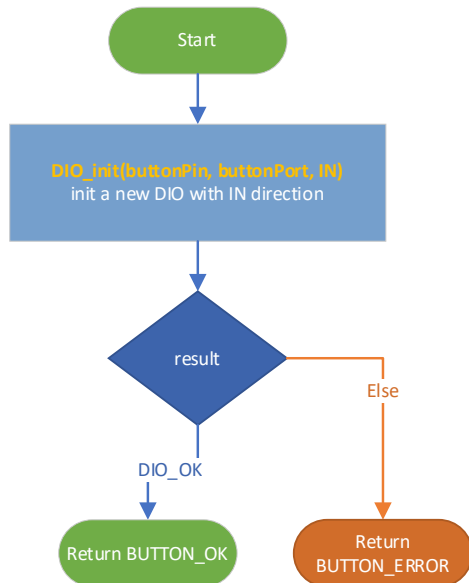 Start
DIO_init(buttonPin, buttonPort, IN)
init a new DIO with IN direction
result
Else
DIO_OK
Return BUTTON_OK
Return
BUTTON_ERROR